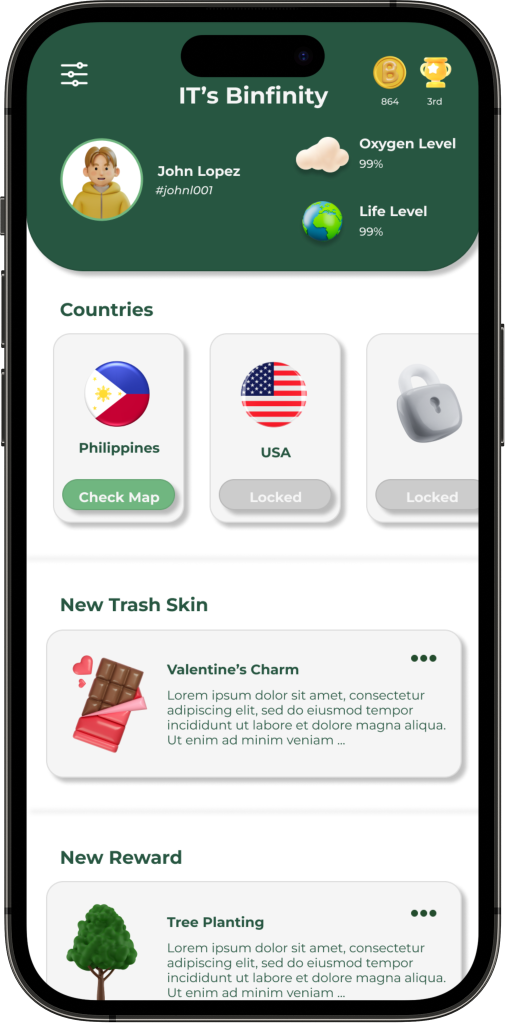 IT's Binfinity
864
3rd
John Lopez
#johnl001
Oxygen Level
99%
Life Level
99%
Countries
Philippines
Check Map
USA
Locked
Locked
New Trash Skin
Valentine's Charm
Lorem ipsum dolor sit amet, consectetur
adipiscing elit, sed do eiusmod tempor
incididunt ut labore et dolore magna aliqua.
Ut enim ad minim veniam ...
New Reward
Tree Planting
Lorem ipsum dolor sit amet, consectetur
adipiscing elit, sed do eiusmod tempor
incididunt ut labore et dolore magna aliqua.
Ut enim ad minim veniam ...